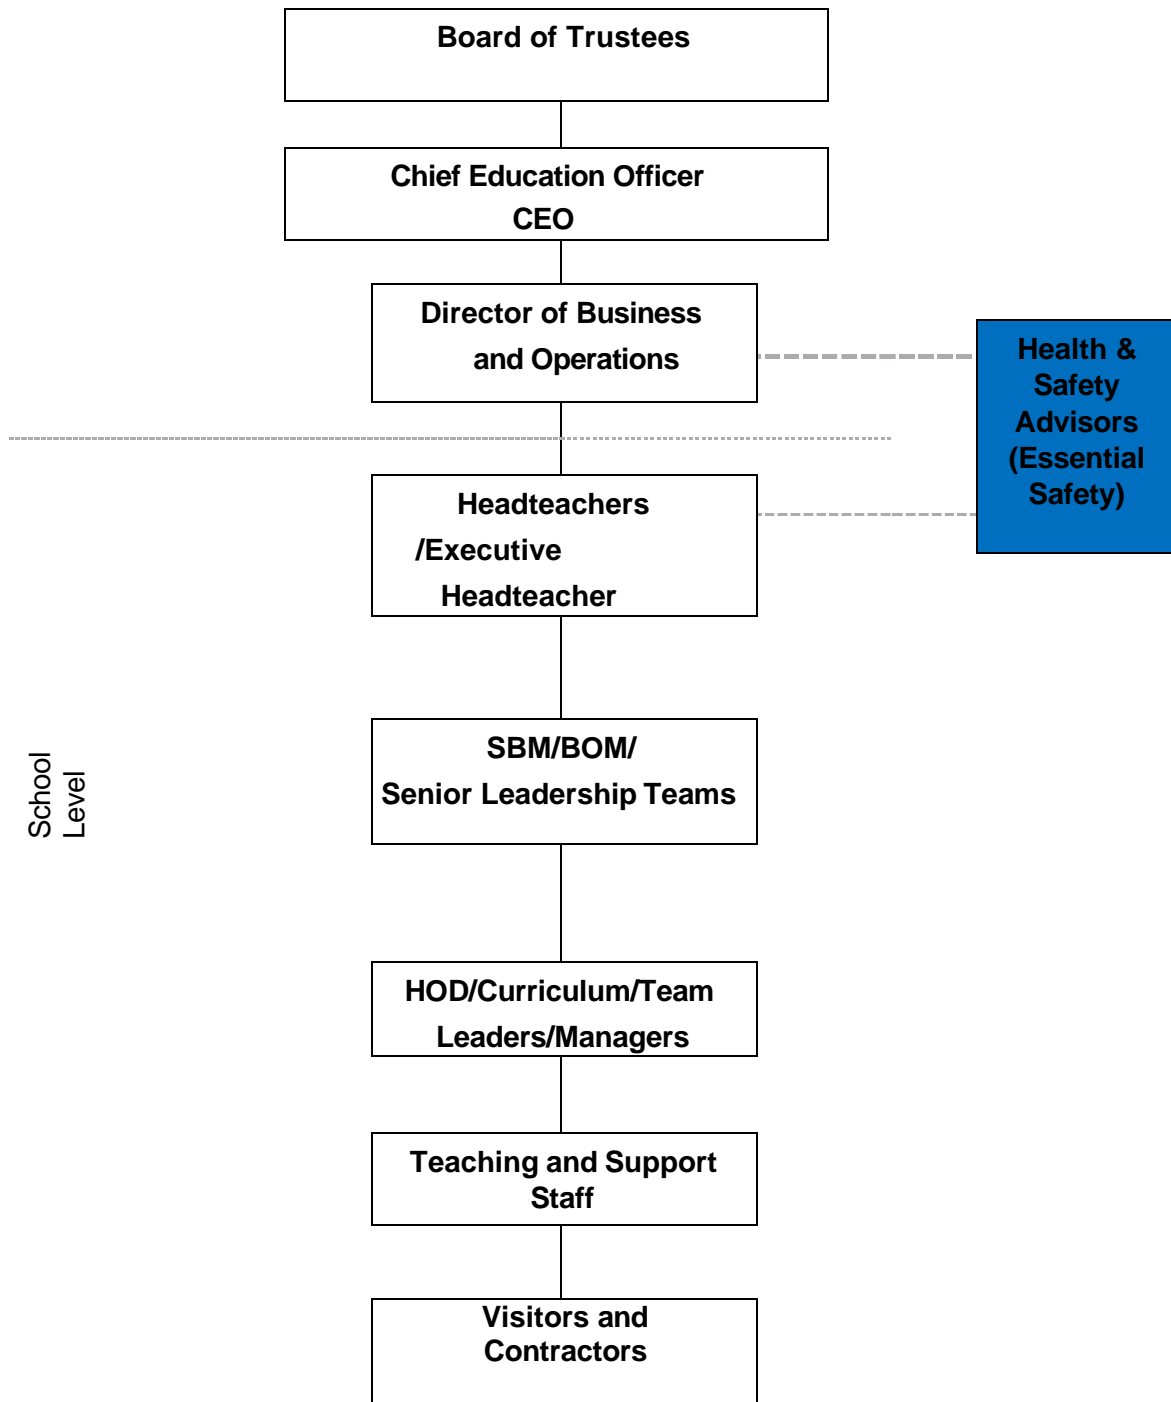 Board of Trustees
Chief Education Officer
CEO
Director of Business
and Operations
Health &
Safety
Advisors
(Essential
Safety)
Headteachers
/Executive
Headteacher
SBM/BOM/
Senior Leadership Teams
School
Level
HOD/Curriculum/Team
Leaders/Managers
Teaching and Support
Staff
Visitors and
Contractors